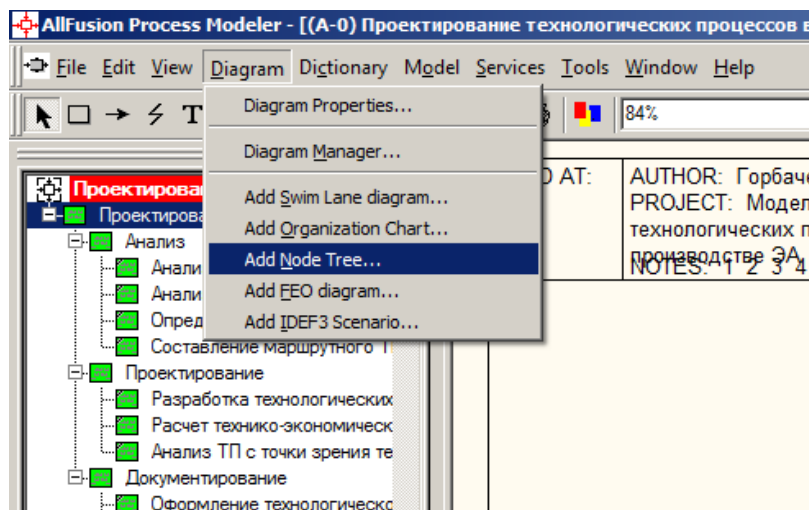 AllFusion Process Modeler - [(A-0) Проектирование технологических процессов в
File Edit View Diagram Dictionary Model Services Tools Window Help
T 84%
Diagram Properties...
Diagram Manager...
Add Swim Lane diagram...
Add Organization Chart...
Add Node Tree...
Add FEO diagram...
Add IDEF3 Scenario...
Проектирова
Проектирова
Анализ
Анали
Анали
Опред
Составление маршрутного Т
Проектирование
Разработка технологических
Расчет технико-экономическ
Анализ ТП с точки зрения те
Документирование
Оформление технологическо
D AT:
AUTHOR: Горбаче
PROJECT: Модел
технологических п
производстве ЭА
NOTES: 1 2 3 4